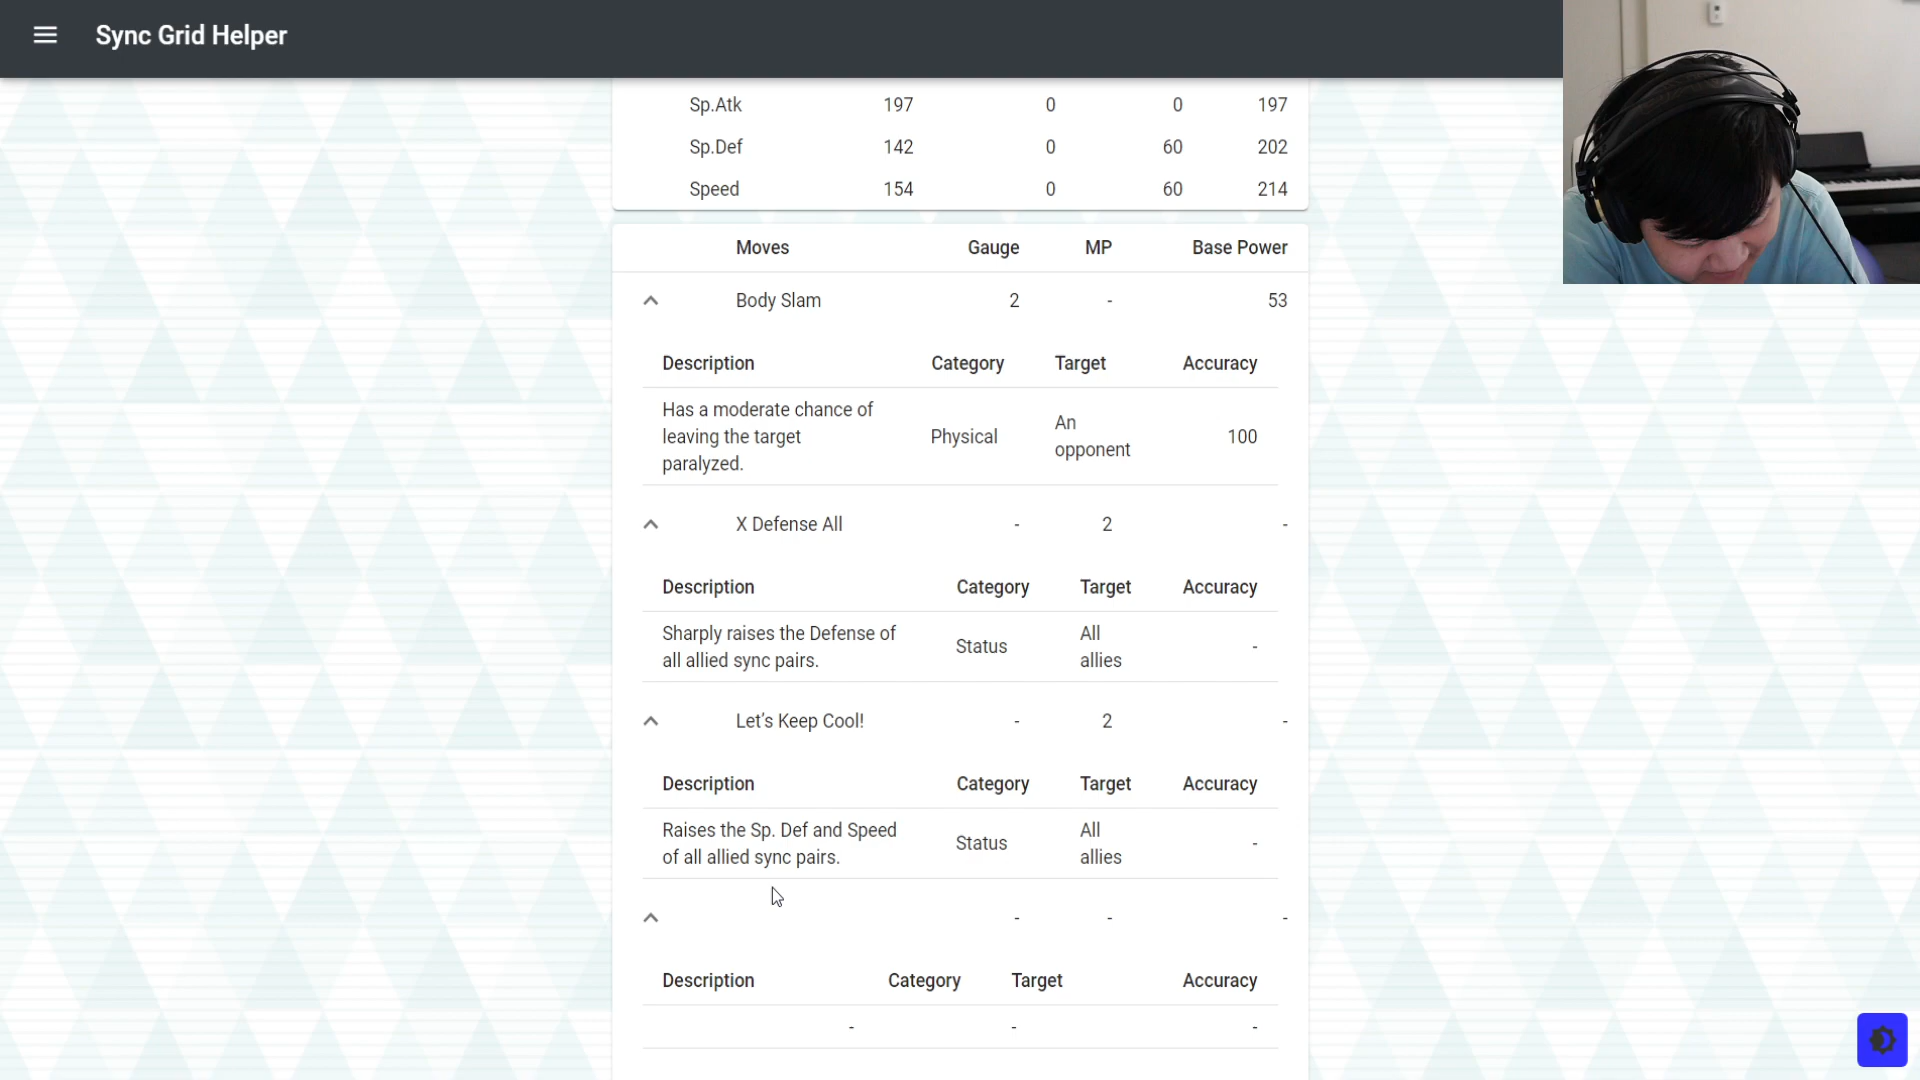 Sync Grid Helper
Sp.Atk 197 0 0 197
Sp.Def 142 0 60 202
Speed 154 0 60 214
Moves Gauge MP Base Power
Body Slam 2 - 53
Description Category Target Accuracy
Has a moderate chance of
leaving the target
paralyzed.
Physical
An
opponent
100
X Defense All - 2 -
Description Category Target Accuracy
Sharply raises the Defense of
all allied sync pairs.
Status
All
allies
-
Let's Keep Cool! - 2 -
Description Category Target Accuracy
Raises the Sp. Def and Speed
of all allied sync pairs.
Status
All
allies
-
- - -
Description Category Target Accuracy
- - -